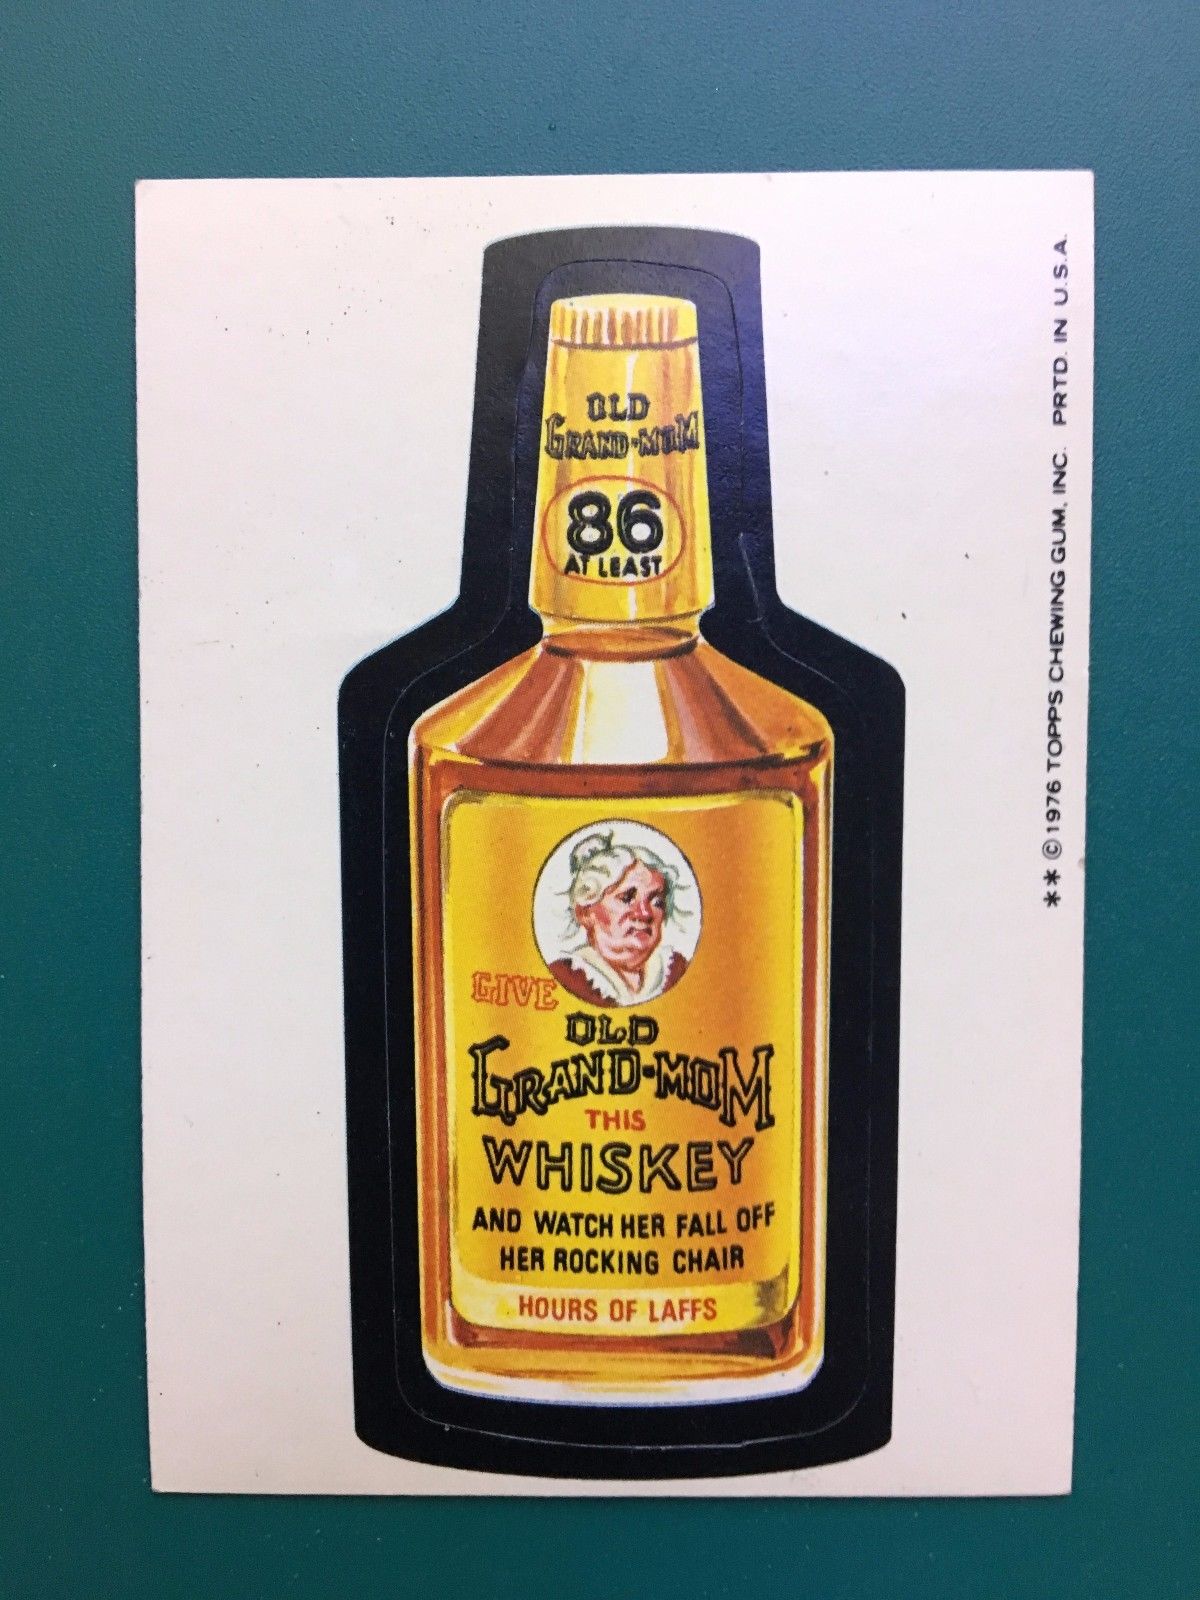 OLD
GRAND-MOM
86
AT LEAST
GIVE
OLD
GRAND-MOM
THIS
WHISKEY
AND WATCH HER FALL OFF
HER ROCKING CHAIR
HOURS OF LAFFS
** © 1976 TOPPS CHEWING GUM, INC. PRTD. IN U.S.A.